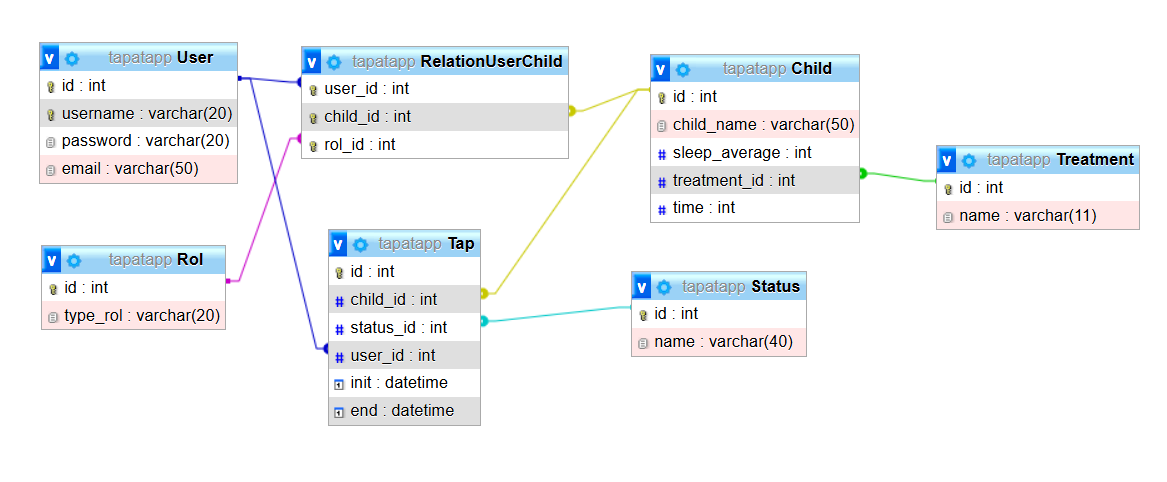 v tapatapp User
id : int
username : varchar(20)
password : varchar(20)
email : varchar(50)
v tapatapp RelationUserChild
user_id : int
child_id : int
rol_id : int
v tapatapp Child
id : int
child_name : varchar(50)
# sleep_average : int
# treatment_id : int
# time : int
v tapatapp Treatment
id : int
name : varchar(11)
v tapatapp Rol
id : int
type_rol : varchar(20)
v tapatapp Tap
id : int
# child_id : int
# status_id : int
# user_id : int
init : datetime
end : datetime
v tapatapp Status
id : int
name : varchar(40)